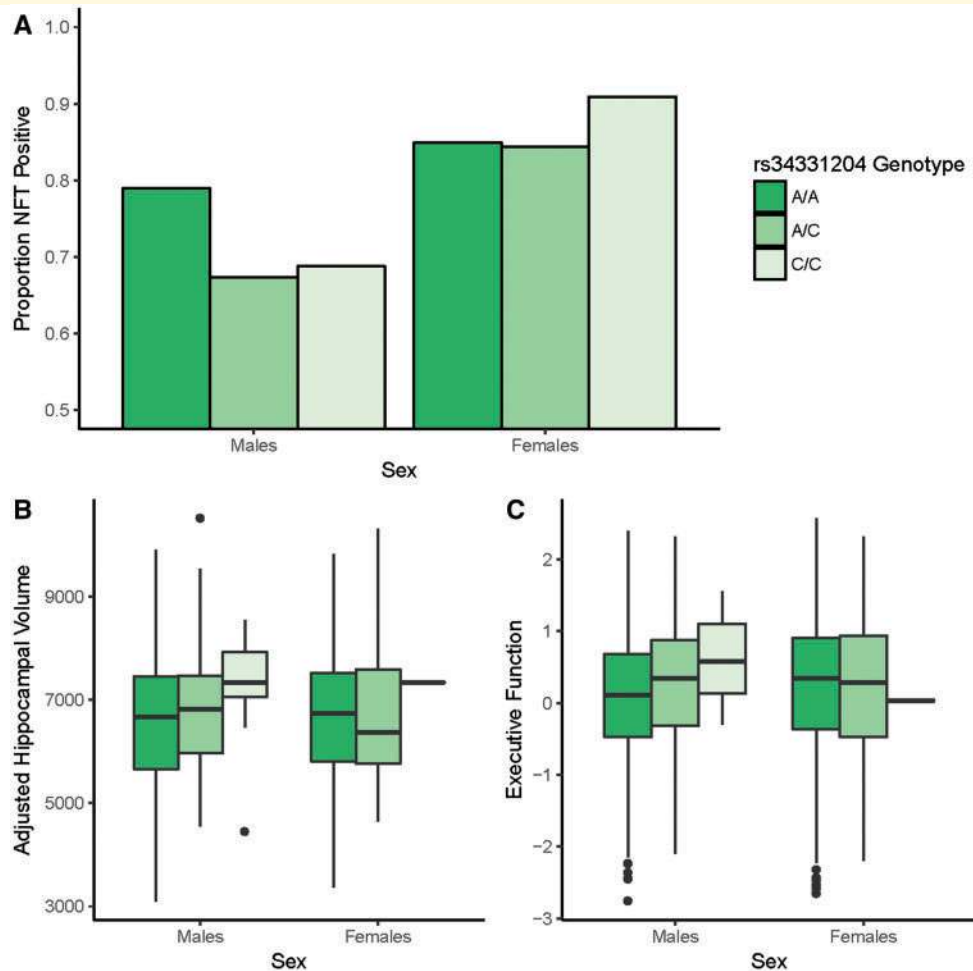 A
1.0
0.9
0.8
0.7
0.6
0.5
Proportion NFT Positive
Males
Females
Sex
rs34331204 Genotype
A/A
A/C
C/C
B
9000
7000
5000
3000
Adjusted Hippocampal Volume
Males
Females
Sex
C
2
1
0
−1
−2
−3
Executive Function
Males
Females
Sex